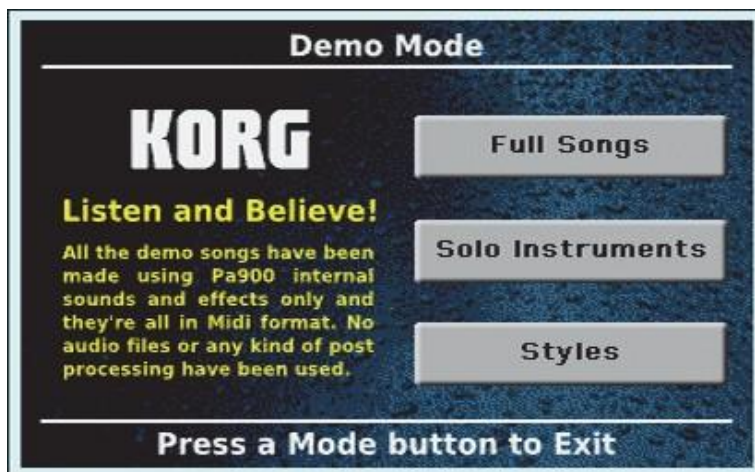 Demo Mode
KORG
Listen and Believe!
All the demo songs have been
made using Pa900 internal
sounds and effects only and
they're all in Midi format. No
audio files or any kind of post
processing have been used.
Full Songs
Solo Instruments
Styles
Press a Mode button to Exit